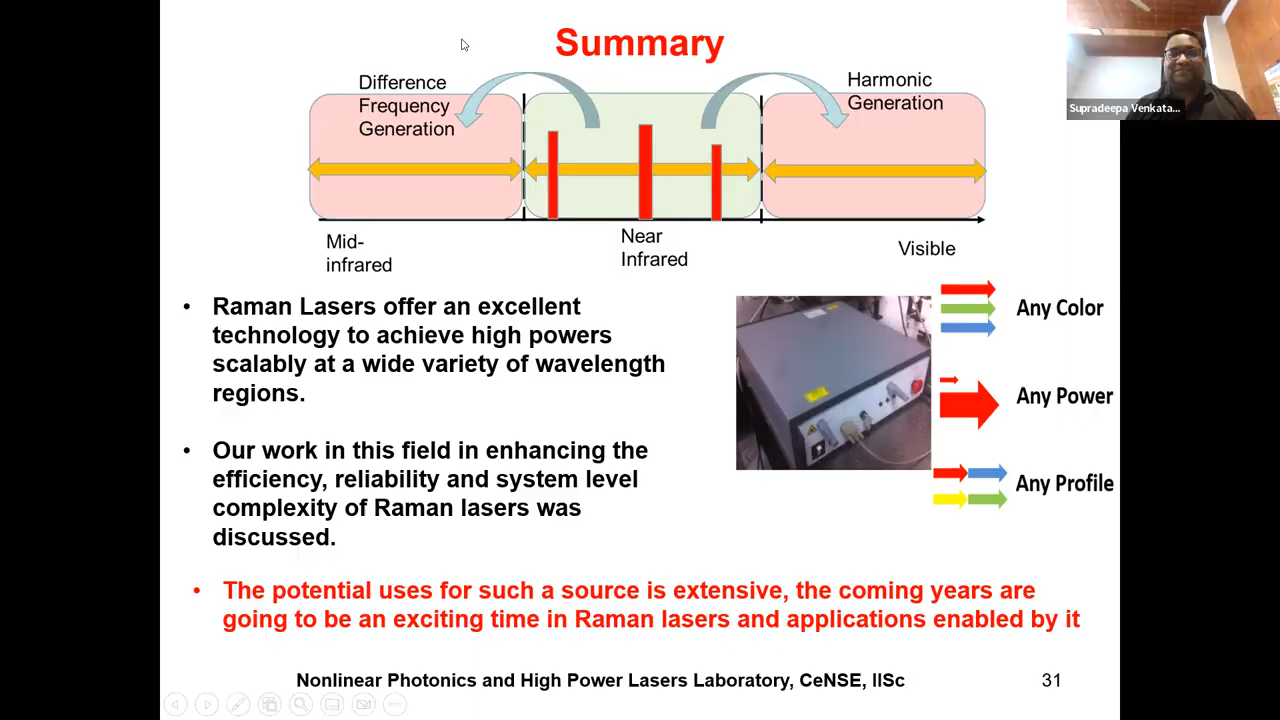 Summary
Supradeepa Venkata...
Difference
Frequency
Generation
Harmonic
Generation
Mid-
infrared
Near
Infrared
Visible
• Raman Lasers offer an excellent
technology to achieve high powers
scalably at a wide variety of wavelength
regions.
• Our work in this field in enhancing the
efficiency, reliability and system level
complexity of Raman lasers was
discussed.
Any Color
Any Power
Any Profile
• The potential uses for such a source is extensive, the coming years are
going to be an exciting time in Raman lasers and applications enabled by it
Nonlinear Photonics and High Power Lasers Laboratory, CeNSE, IISc
31